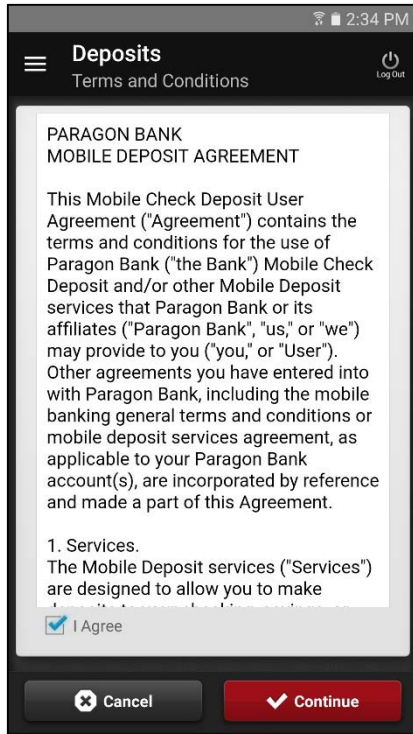 2:34 PM
Deposits
Terms and Conditions
Log Out
PARAGON BANK
MOBILE DEPOSIT AGREEMENT
This Mobile Check Deposit User
Agreement ("Agreement") contains the
terms and conditions for the use of
Paragon Bank ("the Bank") Mobile Check
Deposit and/or other Mobile Deposit
services that Paragon Bank or its
affiliates ("Paragon Bank", "us," or "we")
may provide to you ("you," or "User").
Other agreements you have entered into
with Paragon Bank, including the mobile
banking general terms and conditions or
mobile deposit services agreement, as
applicable to your Paragon Bank
account(s), are incorporated by reference
and made a part of this Agreement.
1. Services.
The Mobile Deposit services ("Services")
are designed to allow you to make
I Agree
Cancel
Continue